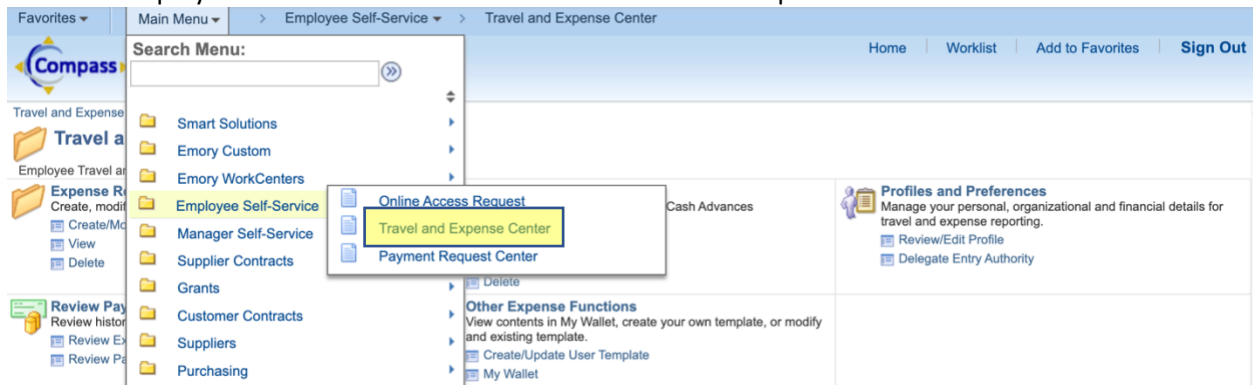 Favorites Main Menu > Employee Self-Service > Travel and Expense Center
Compass
Search Menu:
Home Worklist Add to Favorites Sign Out
Travel and Expense
Travel a
Employee Travel ar
Smart Solutions
Emory Custom
Emory WorkCenters
Employee Self-Service
Manager Self-Service
Supplier Contracts
Grants
Customer Contracts
Suppliers
Purchasing
Online Access Request
Travel and Expense Center
Payment Request Center
Expense Re
Create, modif
Create/Mo
View
Delete
Cash Advances
Delete
Profiles and Preferences
Manage your personal, organizational and financial details for
travel and expense reporting.
Review/Edit Profile
Delegate Entry Authority
Review Pay
Review histor
Review Ex
Review Pa
Other Expense Functions
View contents in My Wallet, create your own template, or modify
and existing template.
Create/Update User Template
My Wallet